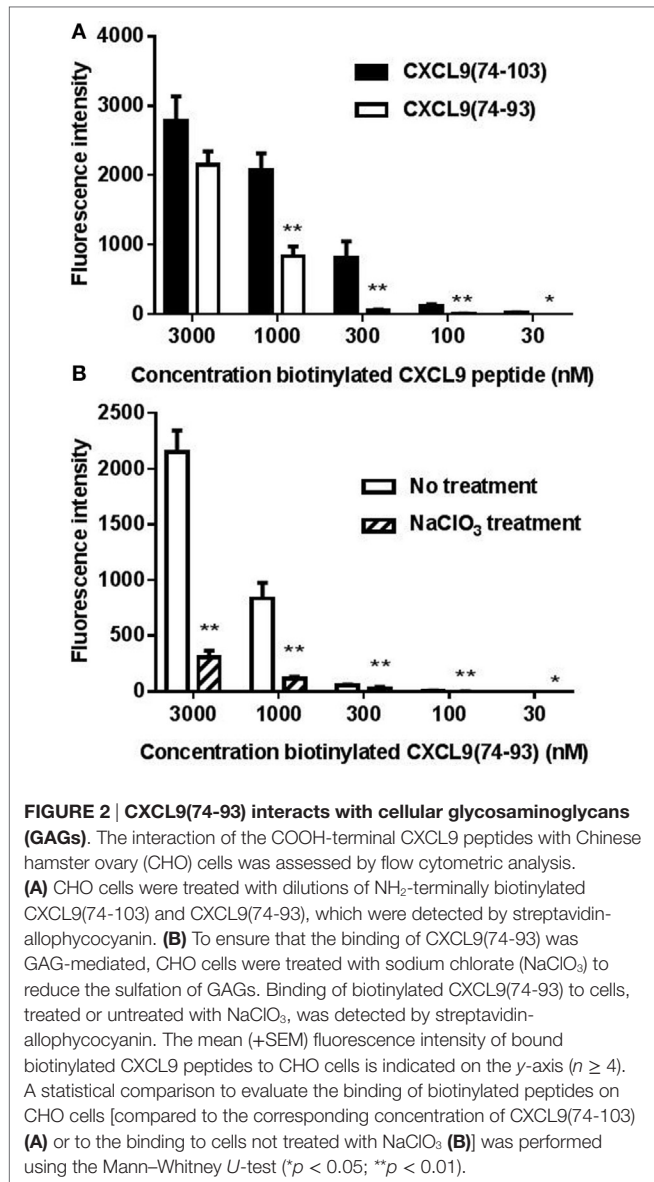 A
4000
3000
2000
1000
0
Fluorescence intensity
CXCL9(74-103)
CXCL9(74-93)
**
**
**
*
3000 1000 300 100 30
Concentration biotinylated CXCL9 peptide (nM)
B
2500
2000
1500
1000
500
0
Fluorescence intensity
No treatment
NaClO₃ treatment
**
**
**
**
*
3000 1000 300 100 30
Concentration biotinylated CXCL9(74-93) (nM)
FIGURE 2 | CXCL9(74-93) interacts with cellular glycosaminoglycans
(GAGs). The interaction of the COOH-terminal CXCL9 peptides with Chinese
hamster ovary (CHO) cells was assessed by flow cytometric analysis.
(A) CHO cells were treated with dilutions of NH₂-terminally biotinylated
CXCL9(74-103) and CXCL9(74-93), which were detected by streptavidin-
allophycocyanin. (B) To ensure that the binding of CXCL9(74-93) was
GAG-mediated, CHO cells were treated with sodium chlorate (NaClO₃) to
reduce the sulfation of GAGs. Binding of biotinylated CXCL9(74-93) to cells,
treated or untreated with NaClO₃, was detected by streptavidin-
allophycocyanin. The mean (+SEM) fluorescence intensity of bound
biotinylated CXCL9 peptides to CHO cells is indicated on the y-axis (n ≥ 4).
A statistical comparison to evaluate the binding of biotinylated peptides on
CHO cells [compared to the corresponding concentration of CXCL9(74-103)
(A) or to the binding to cells not treated with NaClO₃ (B)] was performed
using the Mann–Whitney U-test (*p < 0.05; **p < 0.01).